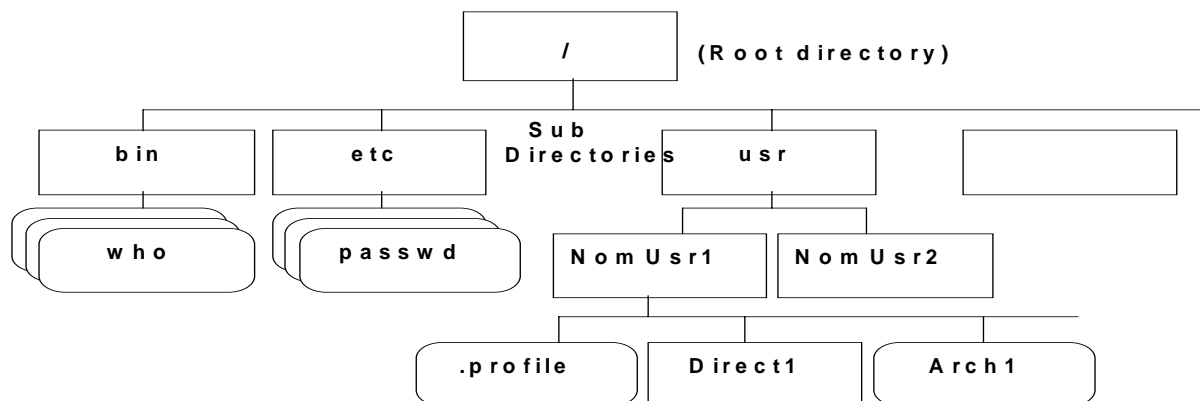 /
(Root directory)
Sub
Directories
bin
etc
usr
who
passwd
NomUsr1
NomUsr2
.profile
Direct1
Arch1